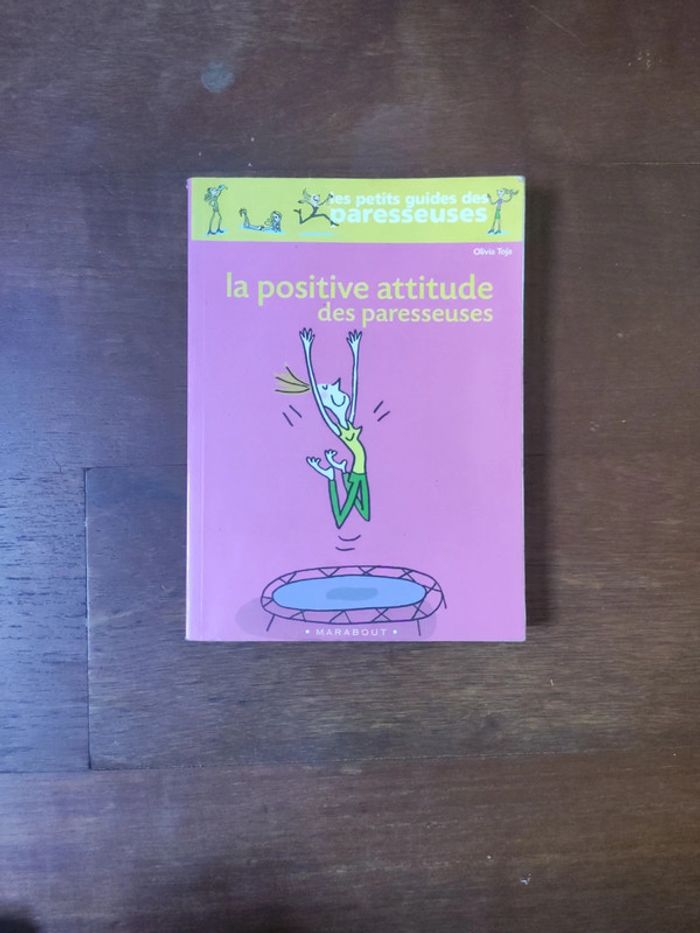 les petits guides des
paresseuses
Olivia Toja
la positive attitude
des paresseuses
• MARABOUT •